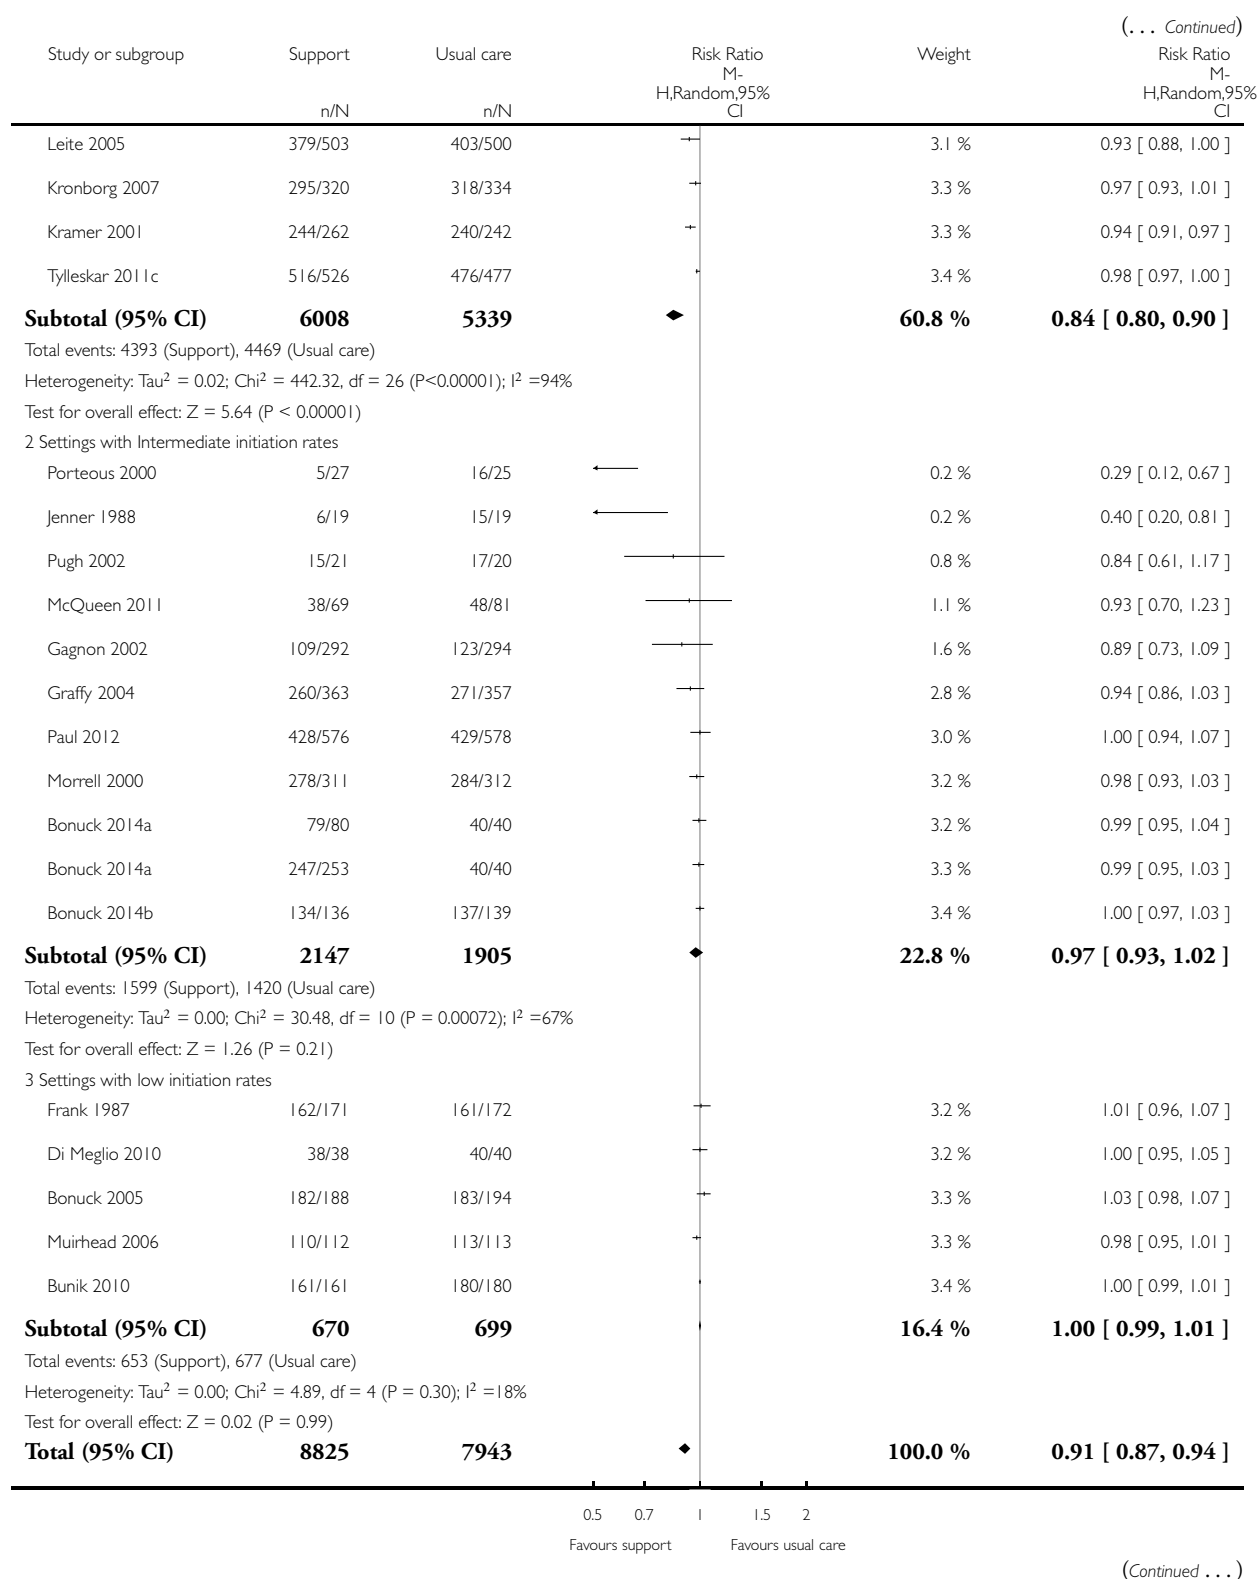 (... Continued)
Study or subgroup Support Usual care Risk Ratio Weight Risk Ratio
M- M-
H,Random,95% H,Random,95%
n/N n/N CI CI
Leite 2005 379/503 403/500 3.1 % 0.93 [ 0.88, 1.00 ]
Kronborg 2007 295/320 318/334 3.3 % 0.97 [ 0.93, 1.01 ]
Kramer 2001 244/262 240/242 3.3 % 0.94 [ 0.91, 0.97 ]
Tylleskar 2011c 516/526 476/477 3.4 % 0.98 [ 0.97, 1.00 ]
Subtotal (95% CI) 6008 5339 60.8 % 0.84 [ 0.80, 0.90 ]
Total events: 4393 (Support), 4469 (Usual care)
Heterogeneity: Tau² = 0.02; Chi² = 442.32, df = 26 (P<0.00001); I² =94%
Test for overall effect: Z = 5.64 (P < 0.00001)
2 Settings with Intermediate initiation rates
Porteous 2000 5/27 16/25 0.2 % 0.29 [ 0.12, 0.67 ]
Jenner 1988 6/19 15/19 0.2 % 0.40 [ 0.20, 0.81 ]
Pugh 2002 15/21 17/20 0.8 % 0.84 [ 0.61, 1.17 ]
McQueen 2011 38/69 48/81 1.1 % 0.93 [ 0.70, 1.23 ]
Gagnon 2002 109/292 123/294 1.6 % 0.89 [ 0.73, 1.09 ]
Graffy 2004 260/363 271/357 2.8 % 0.94 [ 0.86, 1.03 ]
Paul 2012 428/576 429/578 3.0 % 1.00 [ 0.94, 1.07 ]
Morrell 2000 278/311 284/312 3.2 % 0.98 [ 0.93, 1.03 ]
Bonuck 2014a 79/80 40/40 3.2 % 0.99 [ 0.95, 1.04 ]
Bonuck 2014a 247/253 40/40 3.3 % 0.99 [ 0.95, 1.03 ]
Bonuck 2014b 134/136 137/139 3.4 % 1.00 [ 0.97, 1.03 ]
Subtotal (95% CI) 2147 1905 22.8 % 0.97 [ 0.93, 1.02 ]
Total events: 1599 (Support), 1420 (Usual care)
Heterogeneity: Tau² = 0.00; Chi² = 30.48, df = 10 (P = 0.00072); I² =67%
Test for overall effect: Z = 1.26 (P = 0.21)
3 Settings with low initiation rates
Frank 1987 162/171 161/172 3.2 % 1.01 [ 0.96, 1.07 ]
Di Meglio 2010 38/38 40/40 3.2 % 1.00 [ 0.95, 1.05 ]
Bonuck 2005 182/188 183/194 3.3 % 1.03 [ 0.98, 1.07 ]
Muirhead 2006 110/112 113/113 3.3 % 0.98 [ 0.95, 1.01 ]
Bunik 2010 161/161 180/180 3.4 % 1.00 [ 0.99, 1.01 ]
Subtotal (95% CI) 670 699 16.4 % 1.00 [ 0.99, 1.01 ]
Total events: 653 (Support), 677 (Usual care)
Heterogeneity: Tau² = 0.00; Chi² = 4.89, df = 4 (P = 0.30); I² =18%
Test for overall effect: Z = 0.02 (P = 0.99)
Total (95% CI) 8825 7943 100.0 % 0.91 [ 0.87, 0.94 ]
0.5 0.7 1 1.5 2
Favours support Favours usual care
(Continued ...)